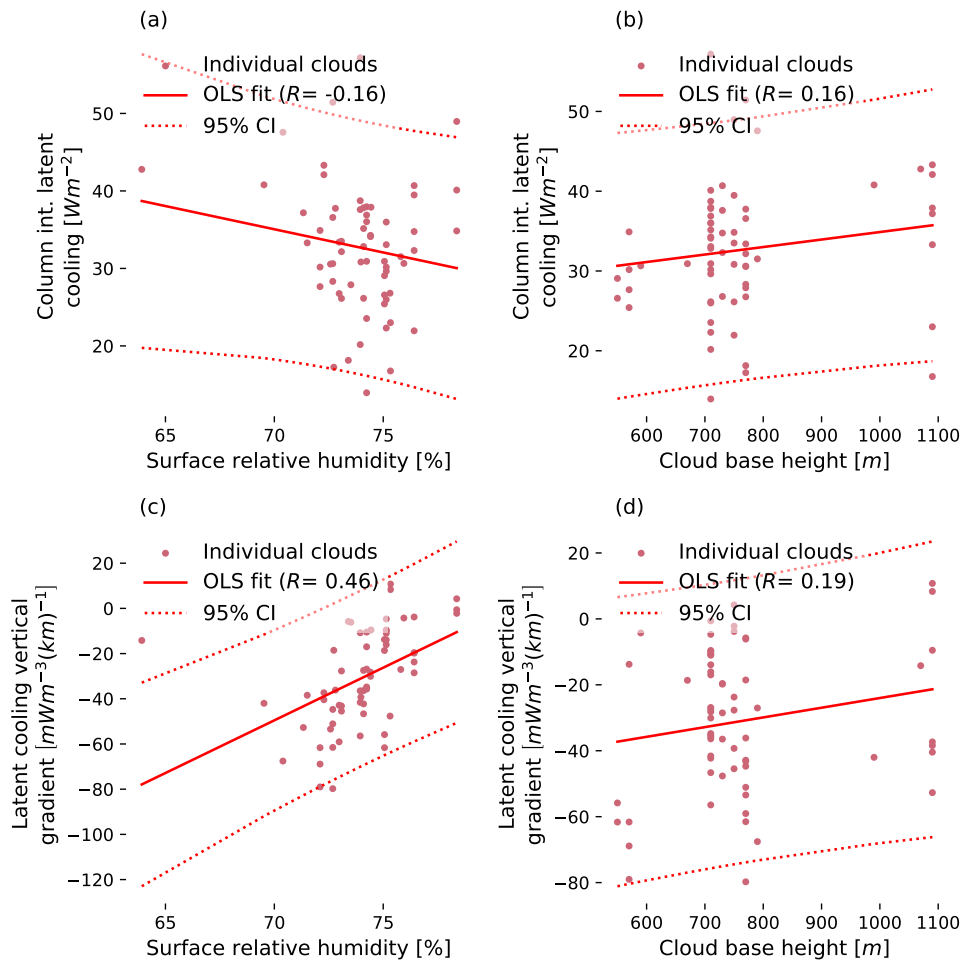 (a)
Individual clouds
OLS fit (R= -0.16)
95% CI
50
40
30
20
65
70
75
Column int. latent
cooling [Wm⁻²]
Surface relative humidity [%]
(b)
Individual clouds
OLS fit (R= 0.16)
95% CI
50
40
30
20
600
700
800
900
1000
1100
Column int. latent
cooling [Wm⁻²]
Cloud base height [m]
(c)
Individual clouds
OLS fit (R= 0.46)
95% CI
20
0
−20
−40
−60
−80
−100
−120
65
70
75
Latent cooling vertical
gradient [mWm⁻³(km)⁻¹]
Surface relative humidity [%]
(d)
Individual clouds
OLS fit (R= 0.19)
95% CI
20
0
−20
−40
−60
−80
600
700
800
900
1000
1100
Latent cooling vertical
gradient [mWm⁻³(km)⁻¹]
Cloud base height [m]